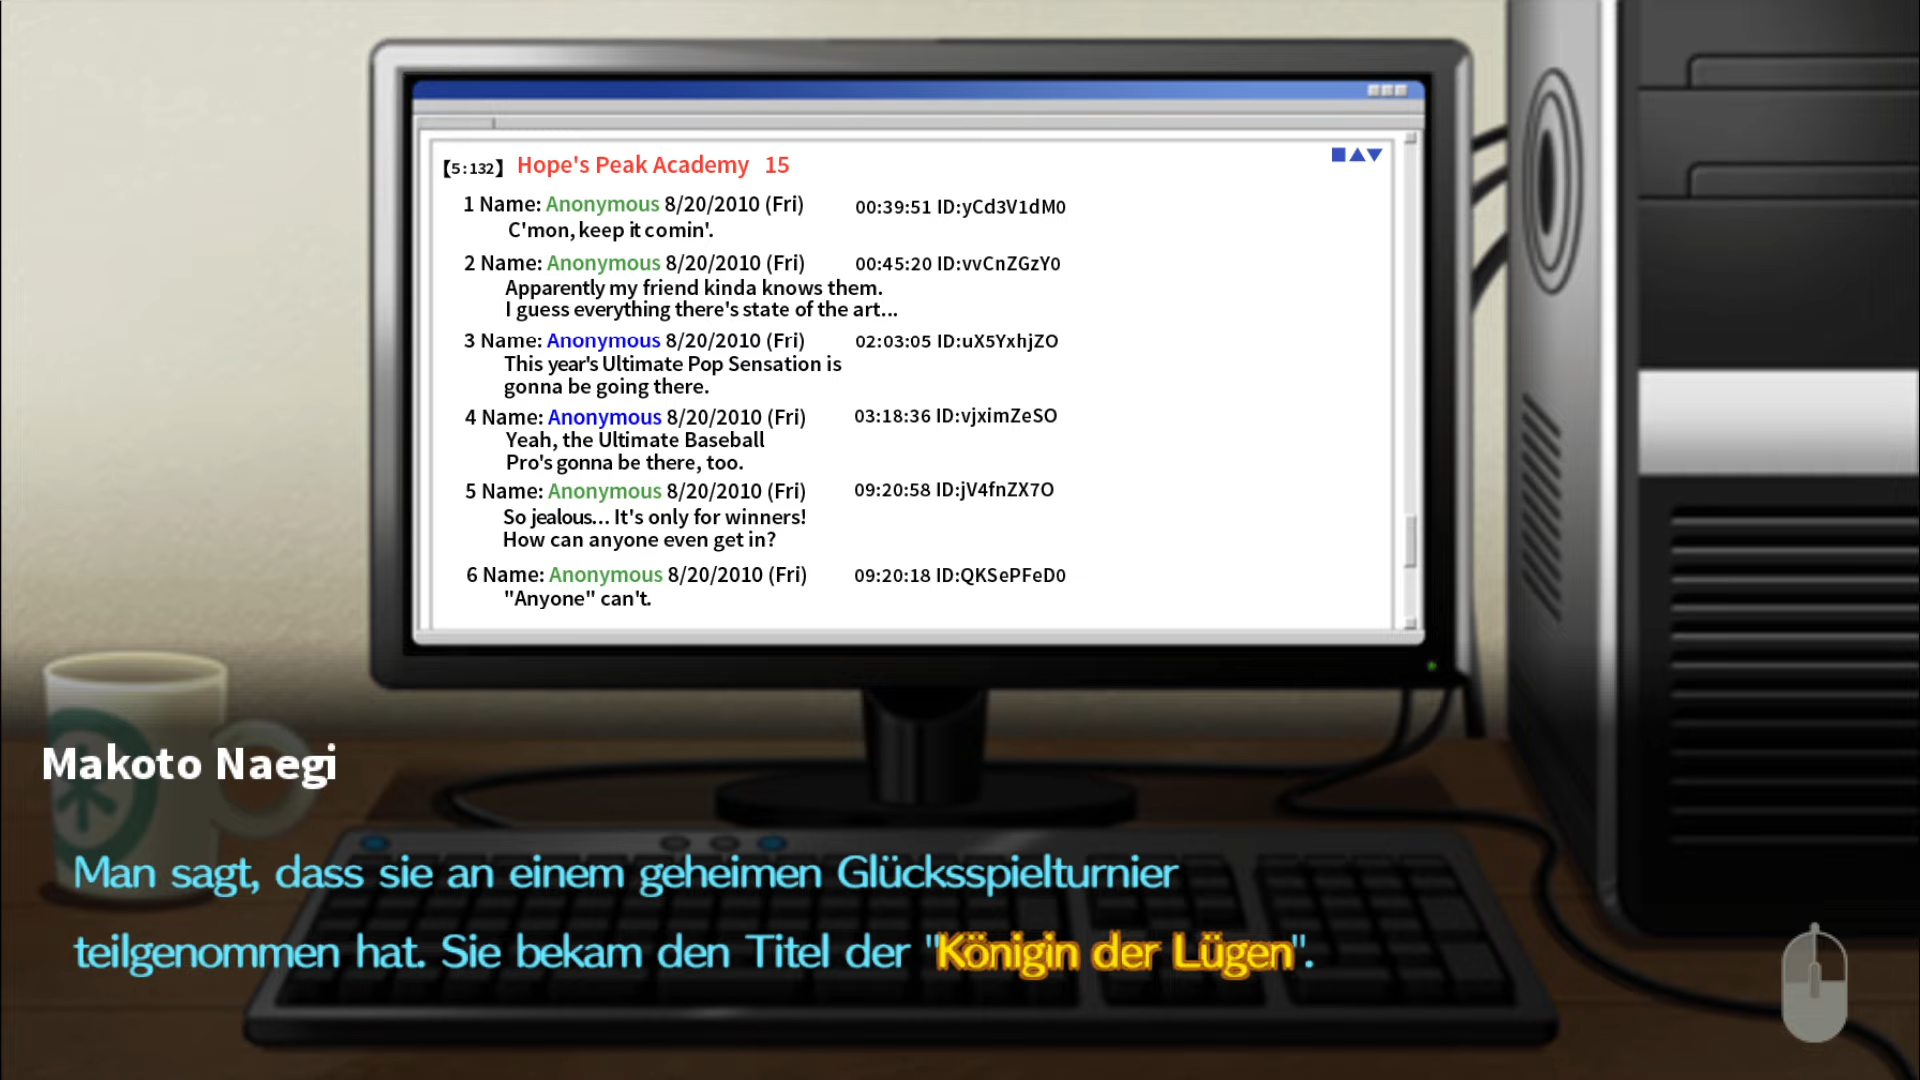 【5:132】 Hope's Peak Academy 15
1 Name: Anonymous 8/20/2010 (Fri) 00:39:51 ID:yCd3V1dM0
C'mon, keep it comin'.
2 Name: Anonymous 8/20/2010 (Fri) 00:45:20 ID:vvCnZGzY0
Apparently my friend kinda knows them.
I guess everything there's state of the art...
3 Name: Anonymous 8/20/2010 (Fri) 02:03:05 ID:uX5YxhjZO
This year's Ultimate Pop Sensation is
gonna be going there.
4 Name: Anonymous 8/20/2010 (Fri) 03:18:36 ID:vjximZeSO
Yeah, the Ultimate Baseball
Pro's gonna be there, too.
5 Name: Anonymous 8/20/2010 (Fri) 09:20:58 ID:jV4fnZX7O
So jealous... It's only for winners!
How can anyone even get in?
6 Name: Anonymous 8/20/2010 (Fri) 09:20:18 ID:QKSePFeD0
"Anyone" can't.
Makoto Naegi
Man sagt, dass sie an einem geheimen Glücksspielturnier
teilgenommen hat. Sie bekam den Titel der "Königin der Lügen".